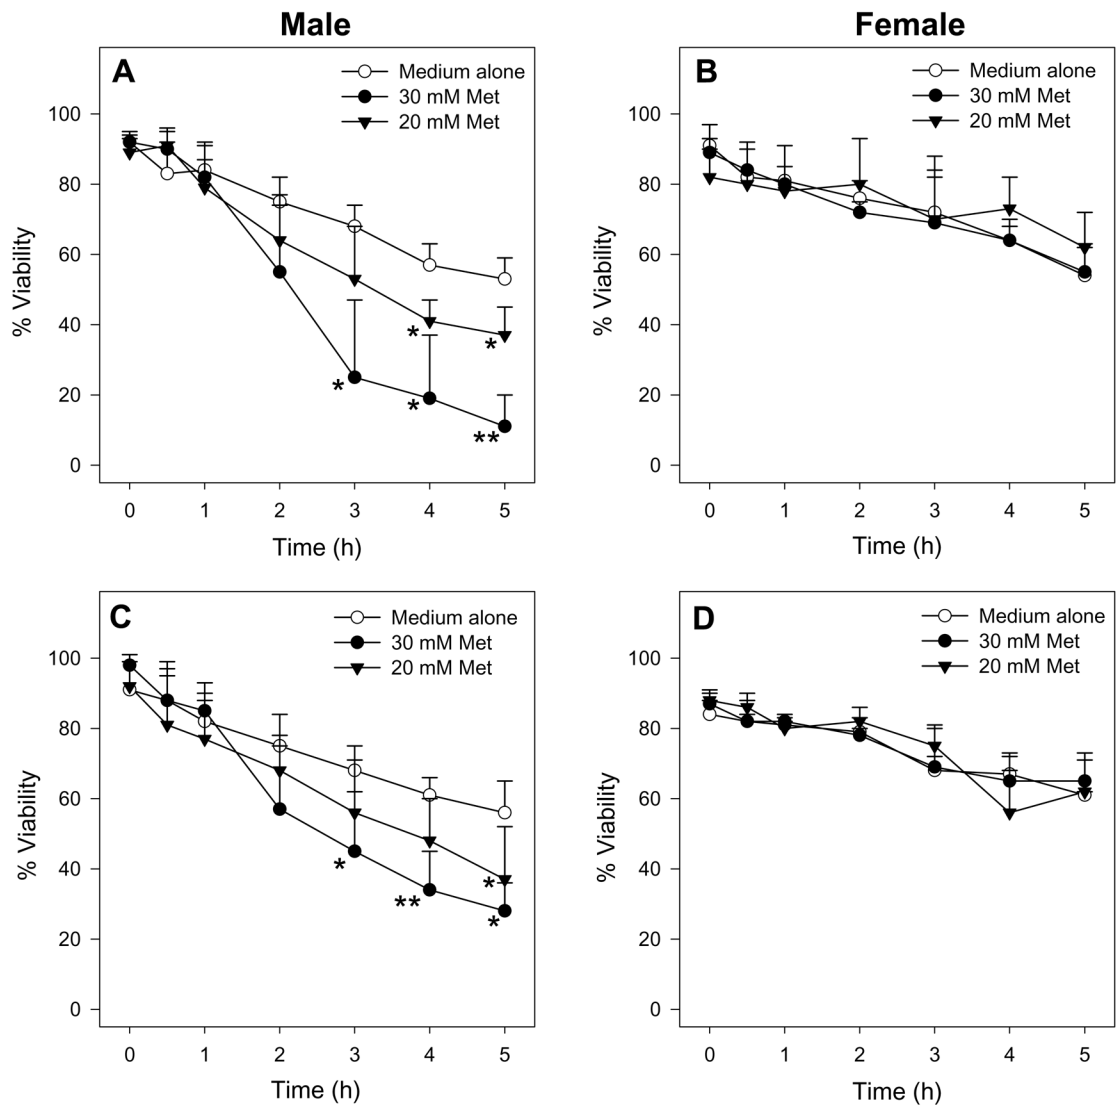 Male
Female
A
Medium alone
30 mM Met
20 mM Met
100
80
60
40
20
0
% Viability
*
*
*
*
**
0 1 2 3 4 5
Time (h)
B
Medium alone
30 mM Met
20 mM Met
100
80
60
40
20
0
% Viability
0 1 2 3 4 5
Time (h)
C
Medium alone
30 mM Met
20 mM Met
100
80
60
40
20
0
% Viability
*
**
*
*
0 1 2 3 4 5
Time (h)
D
Medium alone
30 mM Met
20 mM Met
100
80
60
40
20
0
% Viability
0 1 2 3 4 5
Time (h)